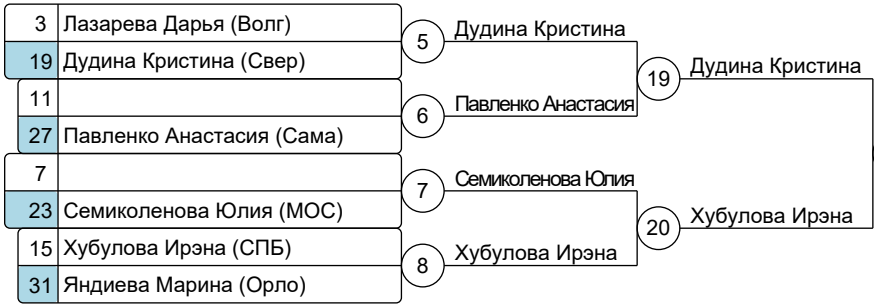 3 Лазарева Дарья (Волг)
5 Дудина Кристина
19 Дудина Кристина (Свер)
19 Дудина Кристина
11
6 Павленко Анастасия
27 Павленко Анастасия (Сама)
7
7 Семиколенова Юлия
23 Семиколенова Юлия (МОС)
20 Хубулова Ирэна
15 Хубулова Ирэна (СПБ)
8 Хубулова Ирэна
31 Яндиева Марина (Орло)